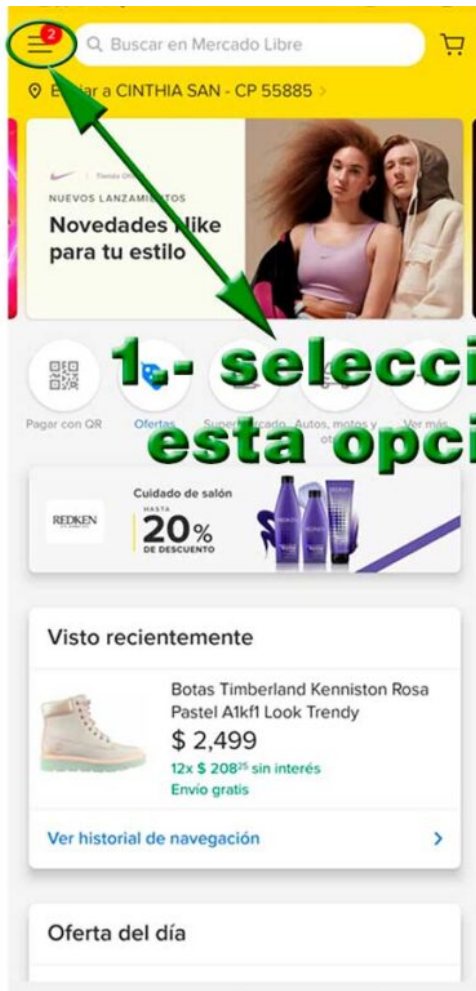 2
Buscar en Mercado Libre
a CINTHIA SAN - CP 55885 >
NUEVOS LANZAMIENTOS
Novedades Nike
para tu estilo
1.- selecci
esta opci
Pagar con QR
Ofertas
Supermercado
Autos, motos y
Ver más
Cuidado de salón
REDKEN
HASTA
20%
DE DESCUENTO
Visto recientemente
Botas Timberland Kenniston Rosa
Pastel A1kf1 Look Trendy
$ 2,499
12x $ 208²⁵ sin interés
Envío gratis
Ver historial de navegación >
Oferta del día